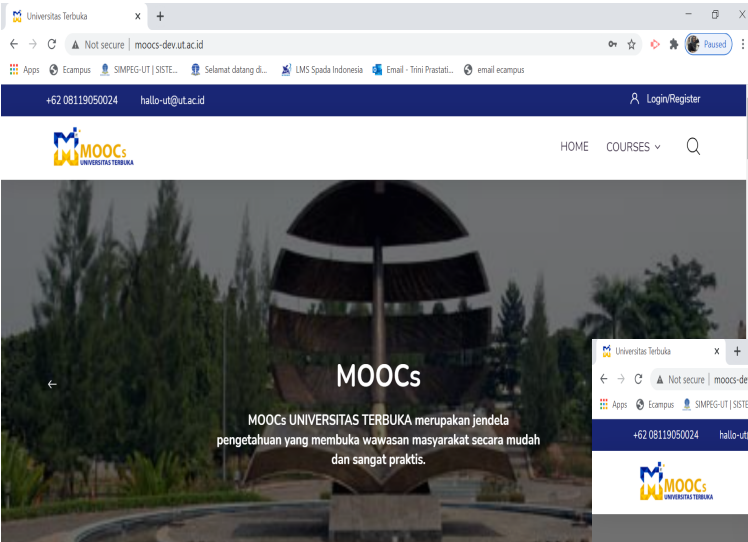 Universitas Terbuka
Not secure | moocs-dev.ut.ac.id
Paused
Apps Ecampus SIMPEG-UT | SISTE... Selamat datang di... LMS Spada Indonesia Email - Trini Prastati... email ecampus
+62 08119050024 hallo-ut@ut.ac.id Login/Register
MOOCs
UNIVERSITAS TERBUKA
HOME COURSES
MOOCs
MOOCs UNIVERSITAS TERBUKA merupakan jendela
pengetahuan yang membuka wawasan masyarakat secara mudah
dan sangat praktis.
Universitas Terbuka
Not secure | moocs-de
Apps Ecampus SIMPEG-UT | SISTE
+62 08119050024 hallo-ut
MOOCs
UNIVERSITAS TERBUKA